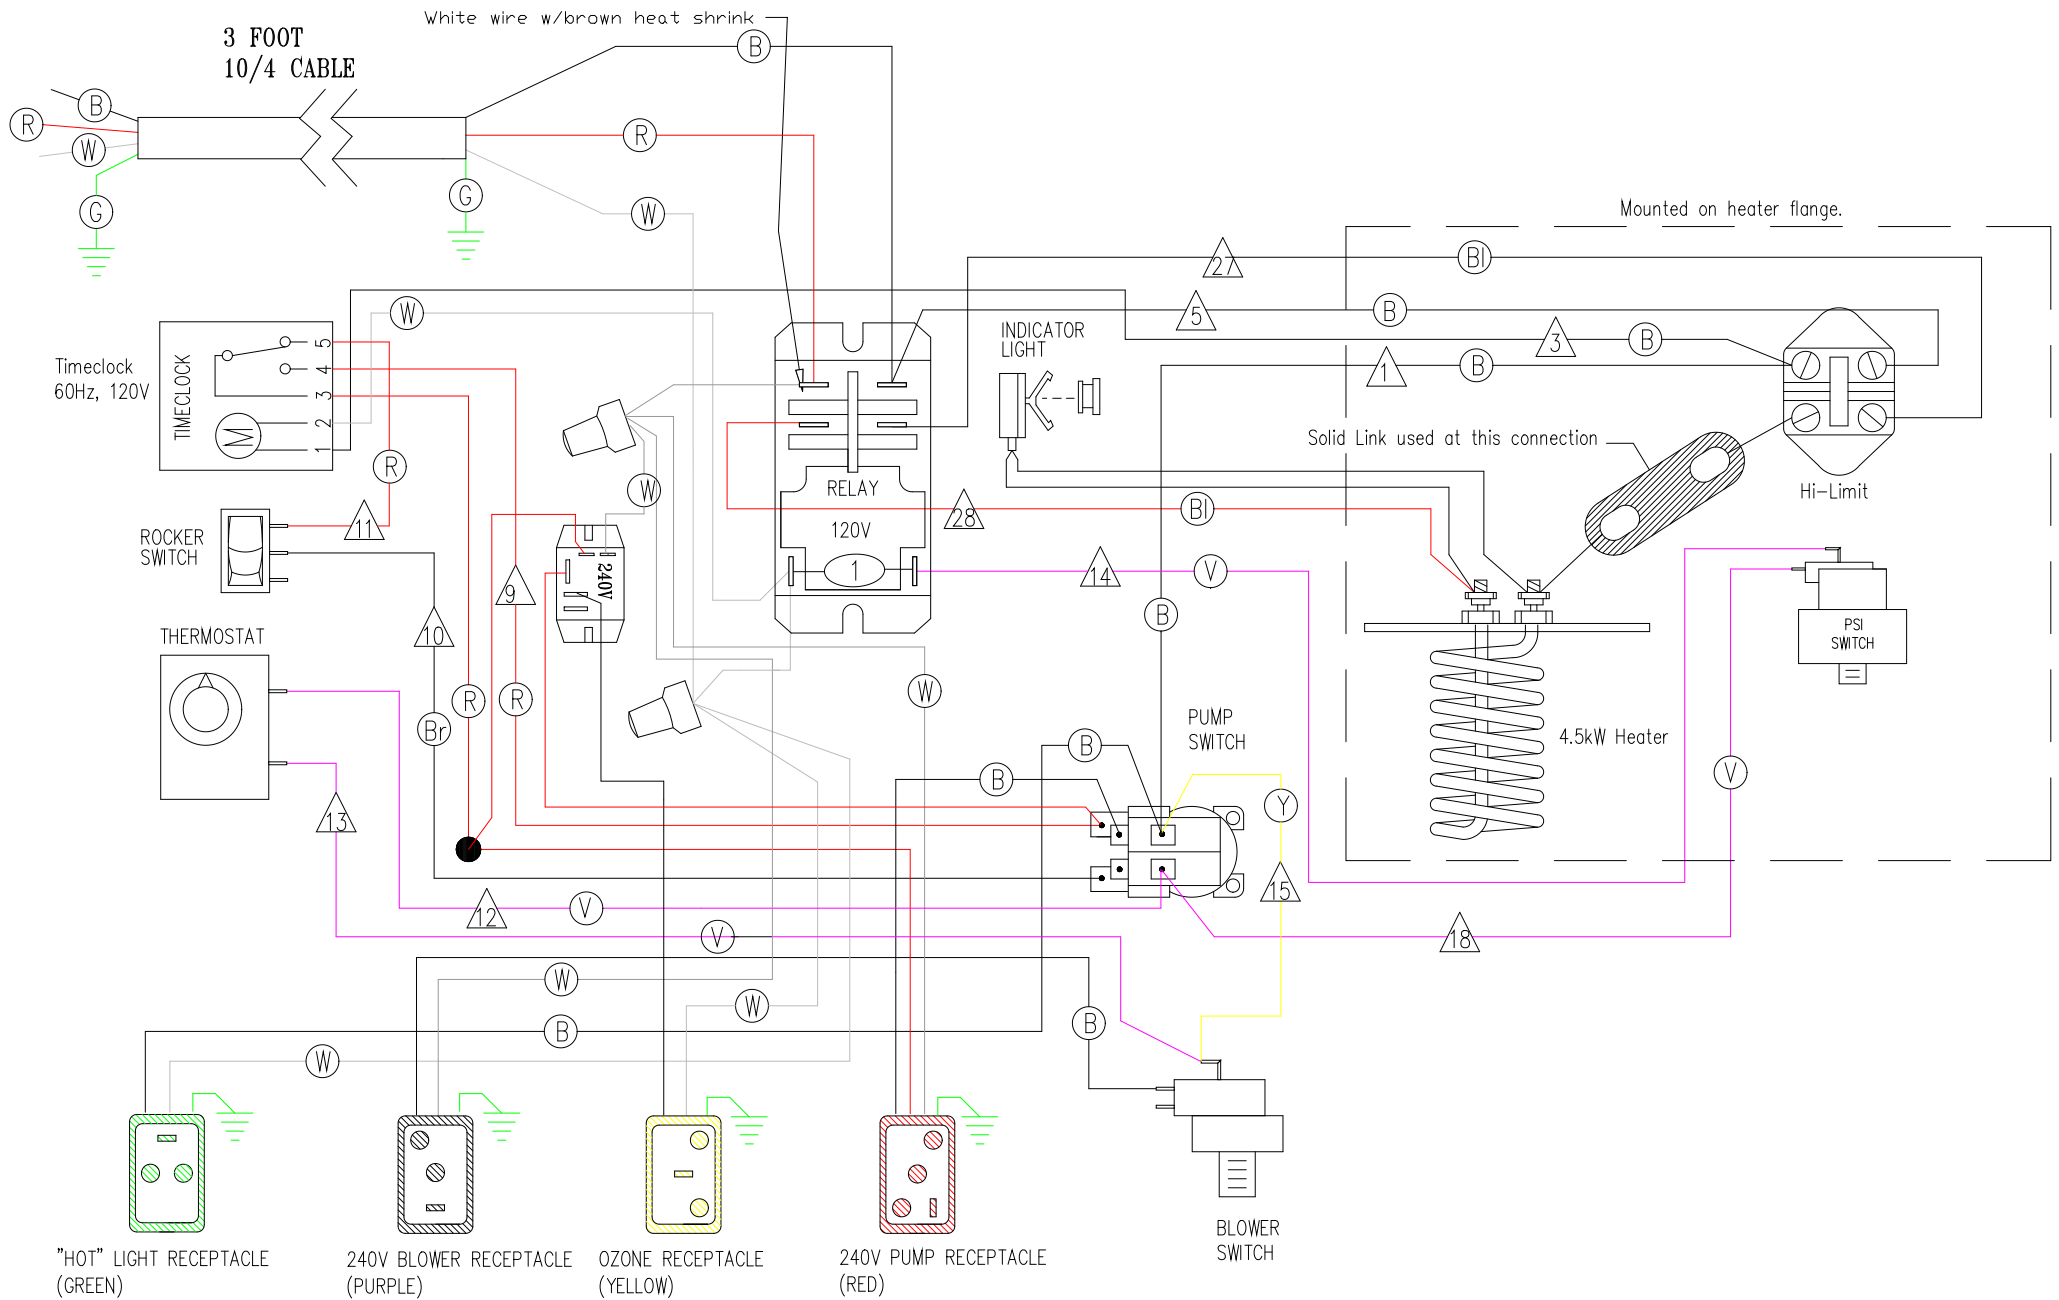 White wire w/brown heat shrink
3 FOOT
10/4 CABLE
B
B
R
R
W
G
G
W
Mounted on heater flange.
27
Bl
5
B
W
INDICATOR
LIGHT
3
B
1
B
Timeclock
60Hz, 120V
TIMECLOCK
5
4
3
2
1
M
R
Solid Link used at this connection
Hi-Limit
W
RELAY
120V
1
28
Bl
11
ROCKER
SWITCH
240V
14
V
9
B
10
PSI
SWITCH
THERMOSTAT
R
R
W
Br
PUMP
SWITCH
4.5kW Heater
B
B
V
Y
13
15
12
V
V
18
W
W
B
B
W
"HOT" LIGHT RECEPTACLE
(GREEN)
240V BLOWER RECEPTACLE
(PURPLE)
OZONE RECEPTACLE
(YELLOW)
240V PUMP RECEPTACLE
(RED)
BLOWER
SWITCH